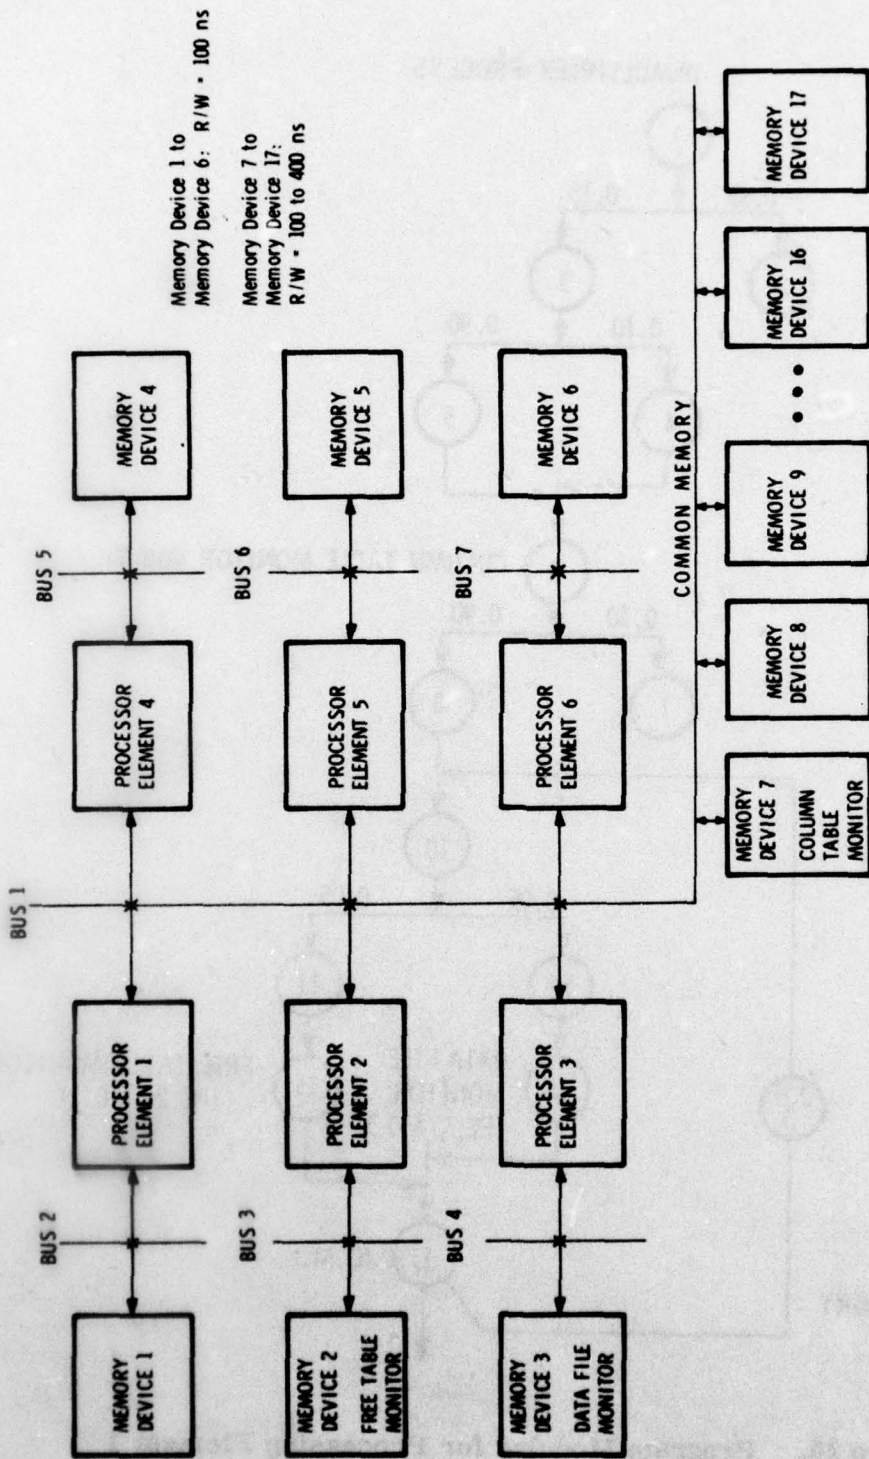 Memory Device 1 to
Memory Device 6: R/W = 100 ns
Memory Device 7 to
Memory Device 17:
R/W = 100 to 400 ns
BUS 1
BUS 2
BUS 5
MEMORY
DEVICE 1
PROCESSOR
ELEMENT 1
PROCESSOR
ELEMENT 4
MEMORY
DEVICE 4
BUS 3
BUS 6
MEMORY
DEVICE 2
FREE TABLE
MONITOR
PROCESSOR
ELEMENT 2
PROCESSOR
ELEMENT 5
MEMORY
DEVICE 5
BUS 4
BUS 7
MEMORY
DEVICE 3
DATA FILE
MONITOR
PROCESSOR
ELEMENT 3
PROCESSOR
ELEMENT 6
MEMORY
DEVICE 6
COMMON MEMORY
MEMORY
DEVICE 7
COLUMN
TABLE
MONITOR
MEMORY
DEVICE 8
MEMORY
DEVICE 9
• • •
MEMORY
DEVICE 16
MEMORY
DEVICE 17